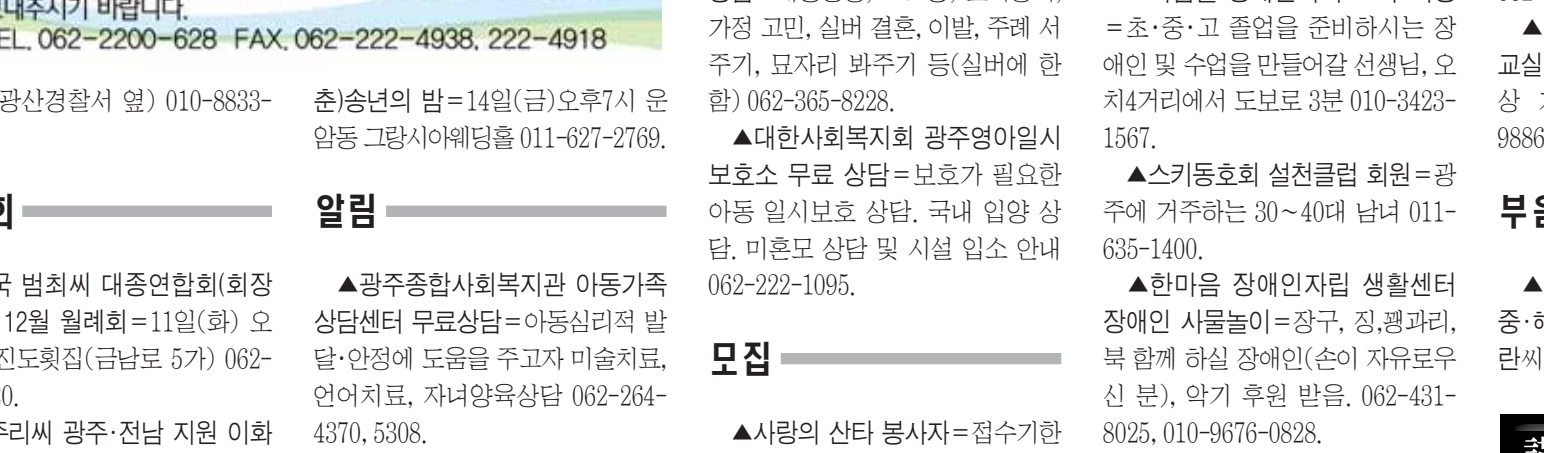 보내주시기 바랍니다.
TEL. 062-2200-628 FAX. 062-222-4938, 222-4918
광산경찰서 옆) 010-8833-
회
범최씨 대종연합회(회장
12월 월례회=11일(화) 오
진도횟집(금남로 5가) 062-
0.
광주·전남 지원 이화
춘)송년의 밤=14일(금)오후7시 운
암동 그랑시아웨딩홀 011-627-2769.
알림
▲광주종합사회복지관 아동가족
상담센터 무료상담=아동심리적 발
달·안정에 도움을 주고자 미술치료,
언어치료, 자녀양육상담 062-264-
4370, 5308.
가정 고민, 실버 결혼, 이발, 주례 서
주기, 묘자리 봐주기 등(실버에 한
함) 062-365-8228.
▲대한사회복지회 광주영아일시
보호소 무료 상담=보호가 필요한
아동 일시보호 상담. 국내 입양 상
담. 미혼모 상담 및 시설 입소 안내
062-222-1095.
모집
▲사랑의 산타 봉사자=접수기한
=초·중·고 졸업을 준비하시는 장
애인 및 수업을 만들어갈 선생님, 오
치4거리에서 도보로 3분 010-3423-
1567.
▲스키동호회 설천클럽 회원=광
주에 거주하는 30~40대 남녀 011-
635-1400.
▲한마음 장애인자립 생활센터
장애인 사물놀이=장구, 징,꽹과리,
북 함께 하실 장애인(손이 자유로우
신 분), 악기 후원 받음. 062-431-
8025, 010-9676-0828.
▲
교실
상
9886
부음
▲
중·
란씨